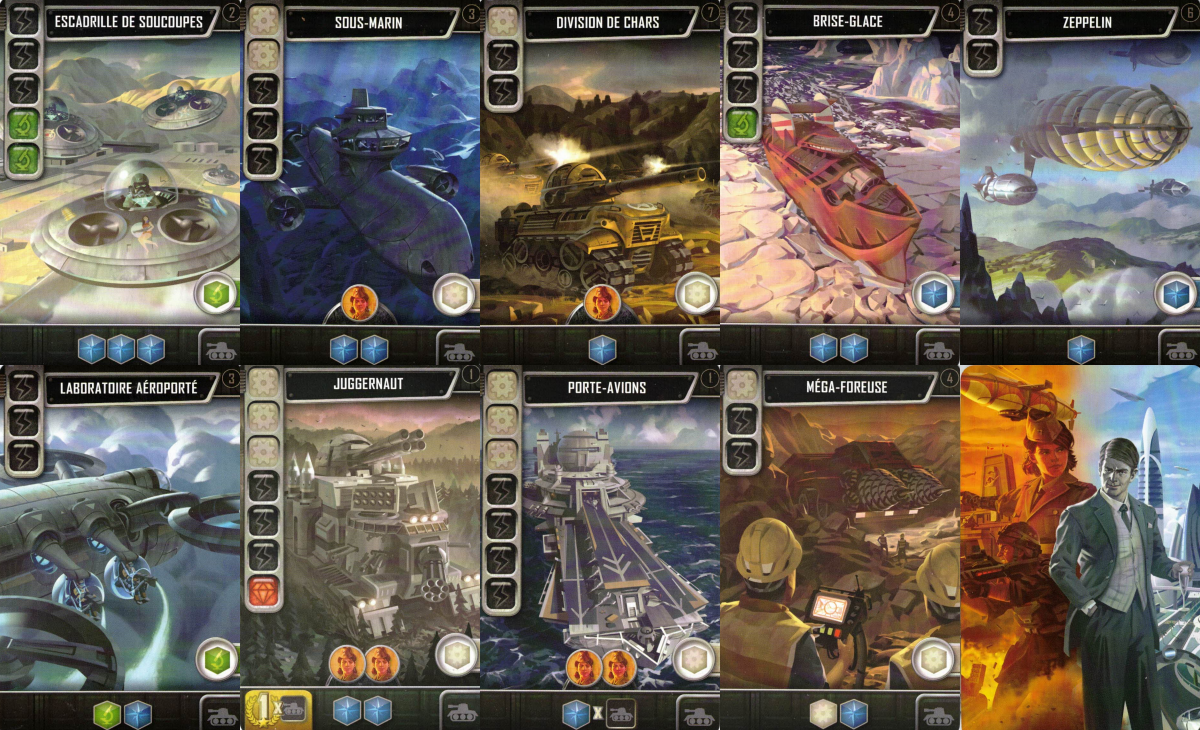 ESCADRILLE DE SOUCOUPES 2
SOUS-MARIN 3
DIVISION DE CHARS 7
BRISE-GLACE 4
ZEPPELIN 6
LABORATOIRE AÉROPORTÉ 3
JUGGERNAUT 1
PORTE-AVIONS 1
MÉGA-FOREUSE 4
1 X
X